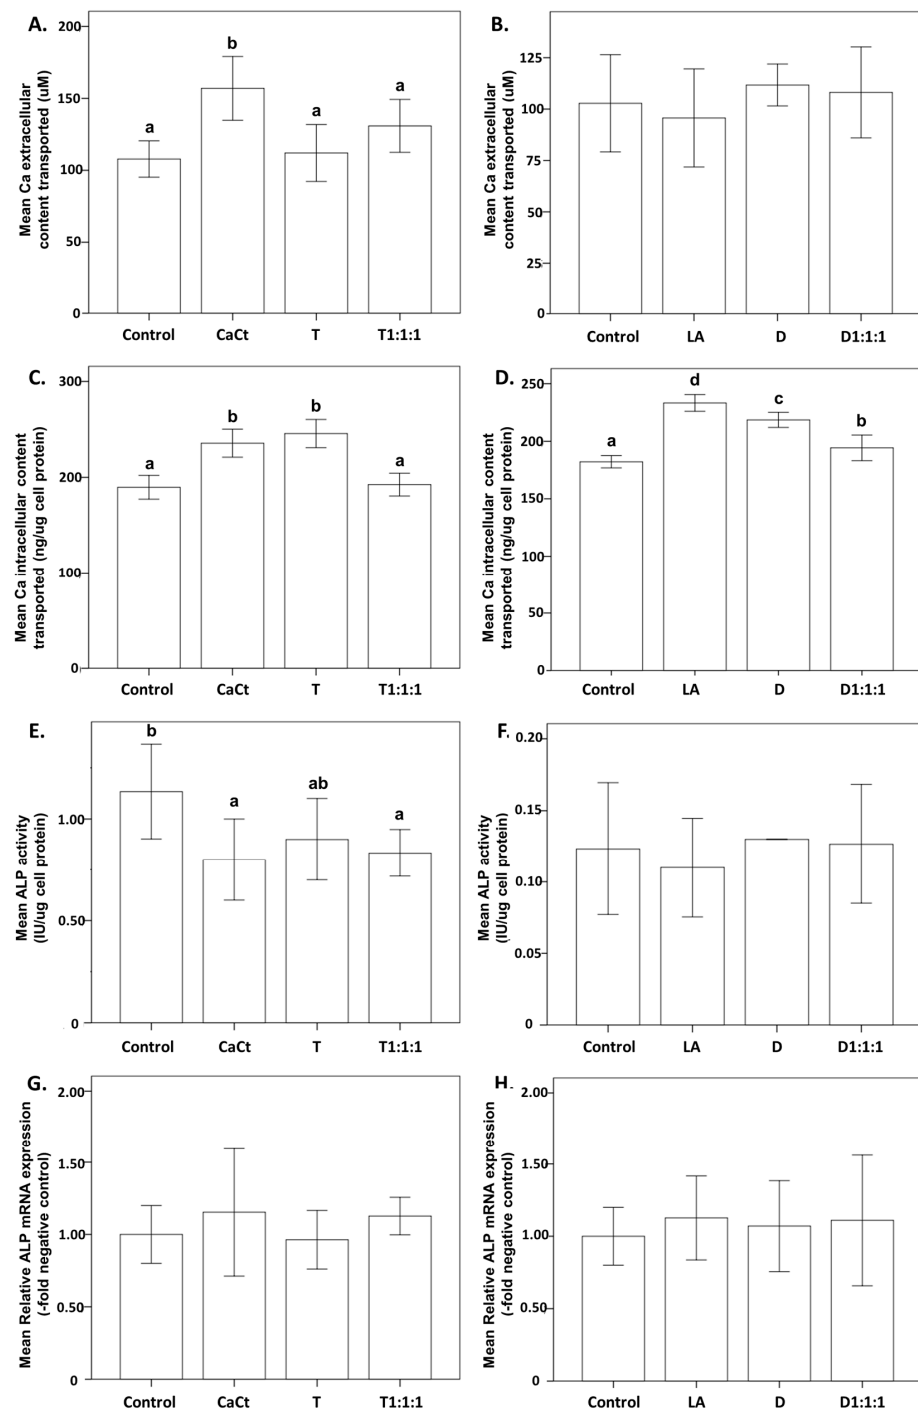 A.
Mean Ca extracellular
content transported (uM)
200
150
100
50
0
a
b
a
a
Control CaCt T T1:1:1
B.
Mean Ca extracellular
content transported (uM)
125
100
75
50
25
0
Control LA D D1:1:1
C.
Mean Ca intracellular content
transported (ng/ug cell protein)
300
200
100
0
a
b
b
a
Control CaCt T T1:1:1
D.
Mean Ca intracellular content
transported (ng/ug cell protein)
250
200
150
100
50
0
a
d
c
b
Control LA D D1:1:1
E.
Mean ALP activity
(IU/ug cell protein)
1.00
0.50
0
b
a
ab
a
Control CaCt T T1:1:1
F.
Mean ALP activity
(IU/ug cell protein)
0.20
0.15
0.10
0.05
0
Control LA D D1:1:1
G.
Mean Relative ALP mRNA expression
(-fold negative control)
2.00
1.50
1.00
0.50
0
Control CaCt T T1:1:1
H.
Mean Relative ALP mRNA expression
(-fold negative control)
2.00
1.50
1.00
0.50
0
Control LA D D1:1:1